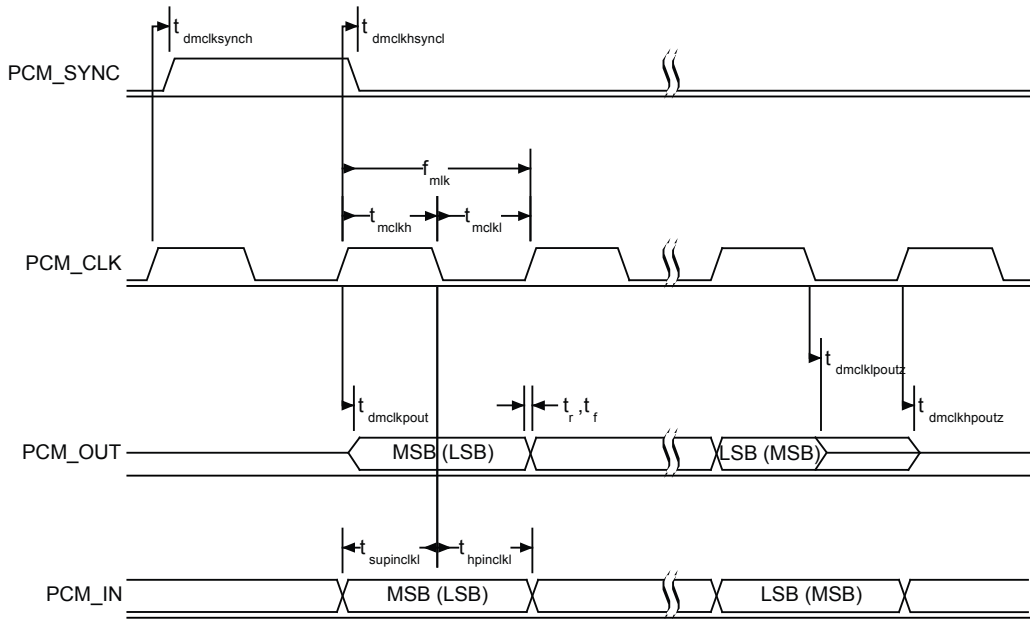 t dmclksynch
t dmclkhsyncl
PCM_SYNC
f mlk
t mclkh
t mclkl
PCM_CLK
t dmclklpoutz
t dmclkpout
t r ,t f
t dmclkhpoutz
PCM_OUT
MSB (LSB)
LSB (MSB)
t supinclkl
t hpinclkl
PCM_IN
MSB (LSB)
LSB (MSB)